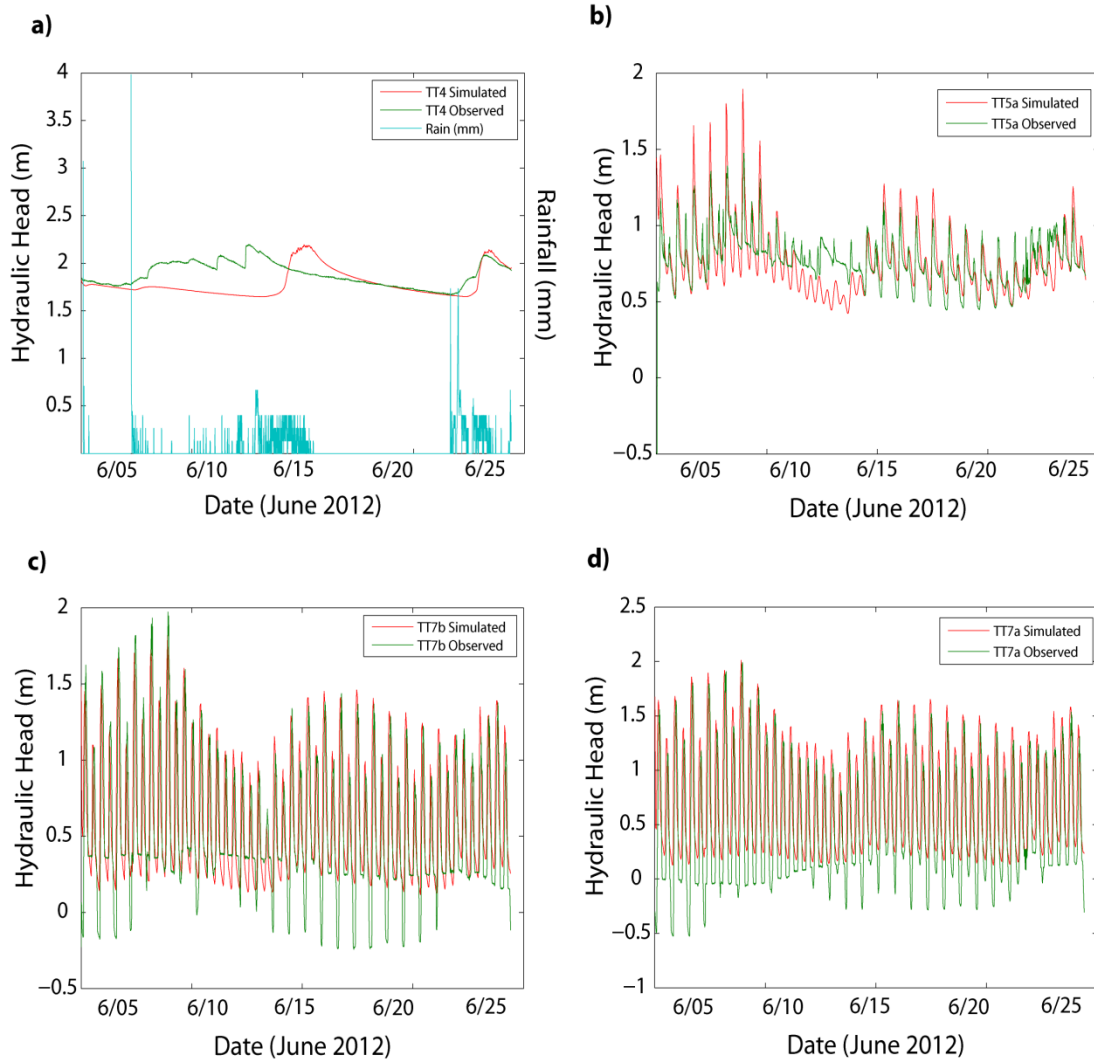 a)
4
3.5
3
2.5
2
1.5
1
0.5
Hydraulic Head (m)
Rainfall (mm)
TT4 Simulated
TT4 Observed
Rain (mm)
6/05 6/10 6/15 6/20 6/25
Date (June 2012)
b)
2
1.5
1
0.5
0
−0.5
Hydraulic Head (m)
TT5a Simulated
TT5a Observed
6/05 6/10 6/15 6/20 6/25
Date (June 2012)
c)
2
1.5
1
0.5
0
−0.5
Hydraulic Head (m)
TT7b Simulated
TT7b Observed
6/05 6/10 6/15 6/20 6/25
Date (June 2012)
d)
2.5
2
1.5
1
0.5
0
−0.5
−1
Hydraulic Head (m)
TT7a Simulated
TT7a Observed
6/05 6/10 6/15 6/20 6/25
Date (June 2012)